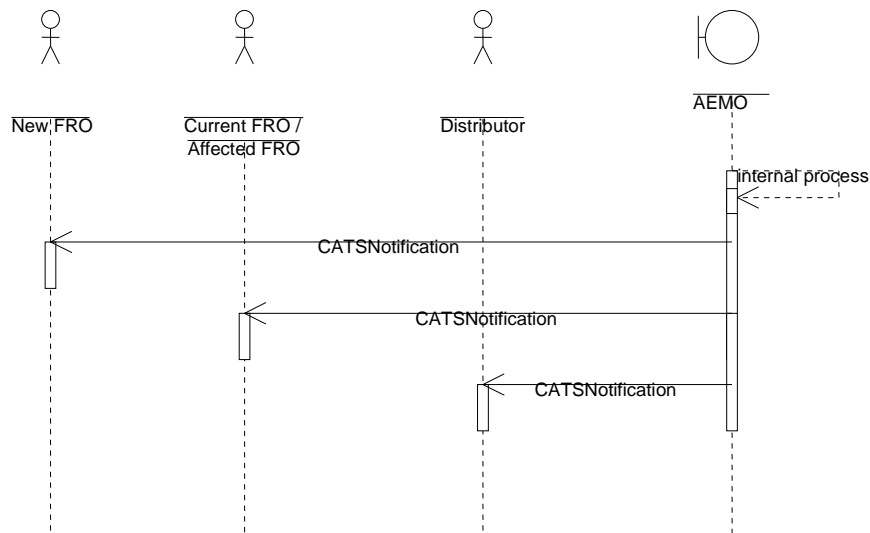 AEMO
New FRO
Current FRO /
Affected FRO
Distributor
internal process
CATSNotification
CATSNotification
CATSNotification